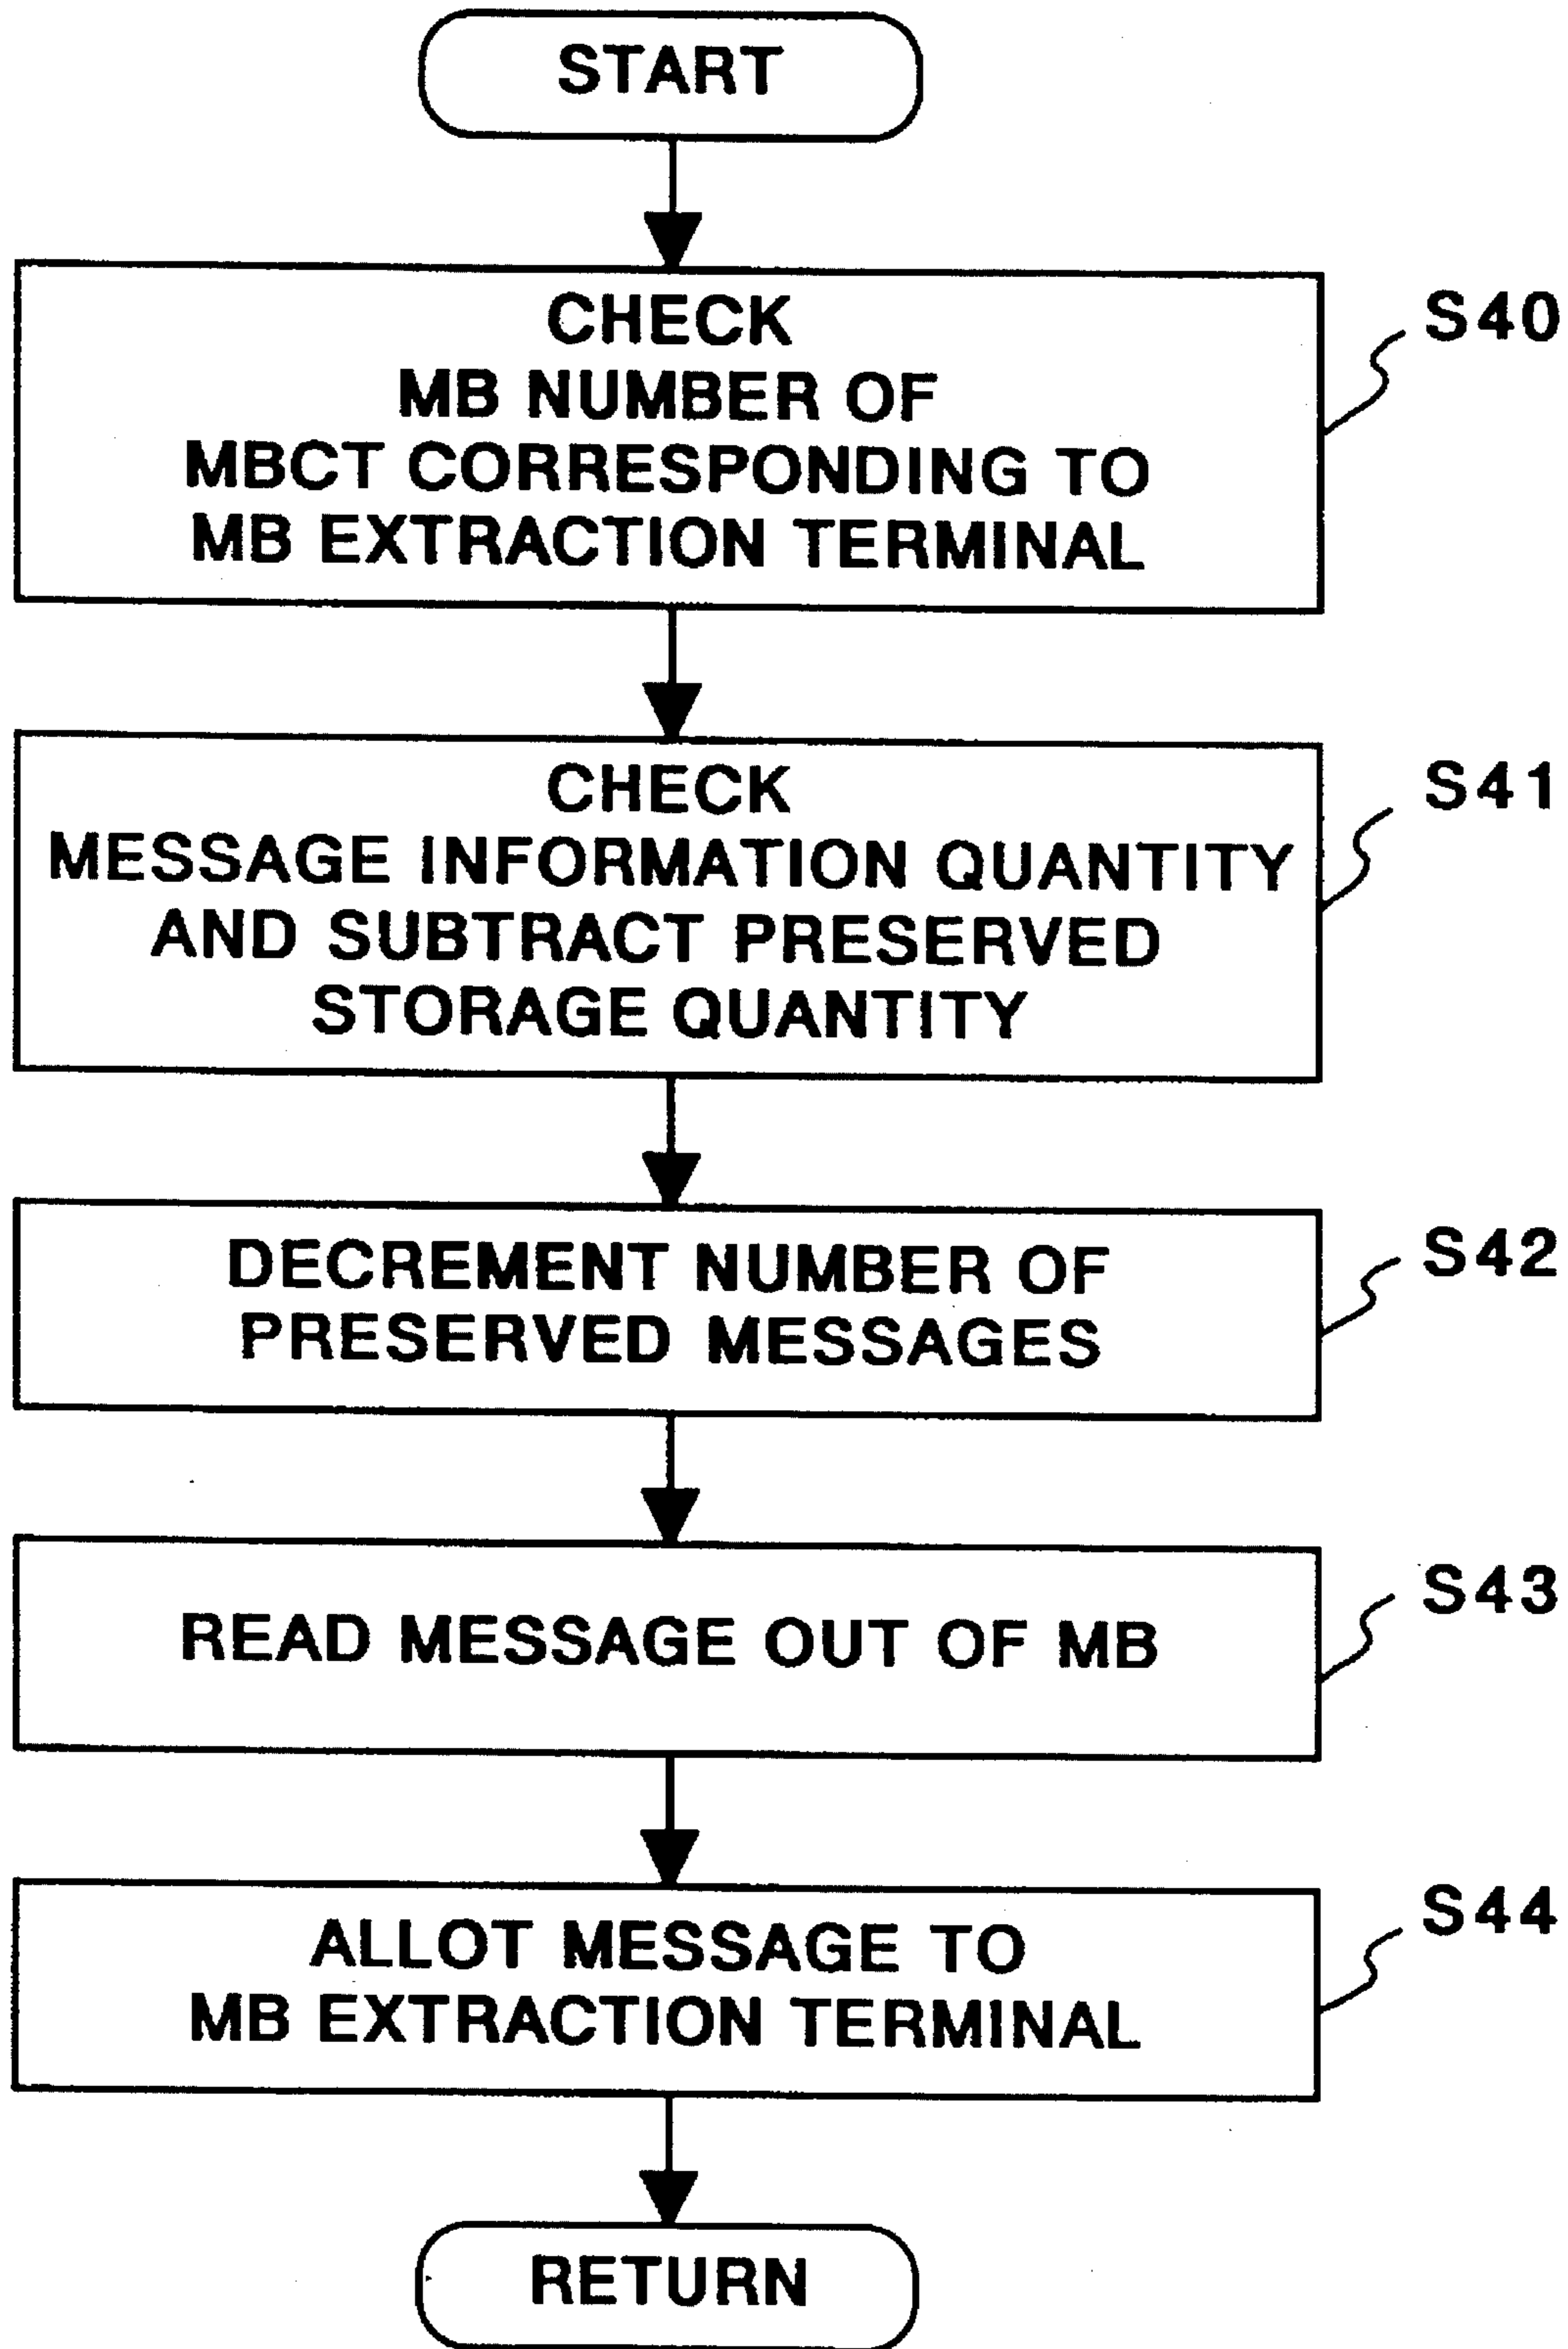 START
CHECK
MB NUMBER OF
MBCT CORRESPONDING TO
MB EXTRACTION TERMINAL
S40
CHECK
MESSAGE INFORMATION QUANTITY
AND SUBTRACT PRESERVED
STORAGE QUANTITY
S41
DECREMENT NUMBER OF
PRESERVED MESSAGES
S42
READ MESSAGE OUT OF MB
S43
ALLOT MESSAGE TO
MB EXTRACTION TERMINAL
S44
RETURN